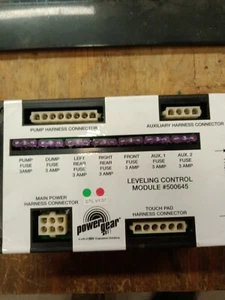 PUMP HARNESS CONNECTOR
AUXILIARY HARNESS CONNECTOR
PUMP FUSE 3AMP
DUMP FUSE 3 AMP
LEFT REAR FUSE 3 AMP
RIGHT REAR FUSE 3 AMP
FRONT FUSE 3 AMP
AUX. 1 FUSE 3 AMP
AUX. 2 FUSE 3 AMP
LEVELING CONTROL
MODULE #500645
MAIN POWER
HARNESS
CONNECTOR
power
gear
TOUCH PAD
HARNESS CONNECTOR